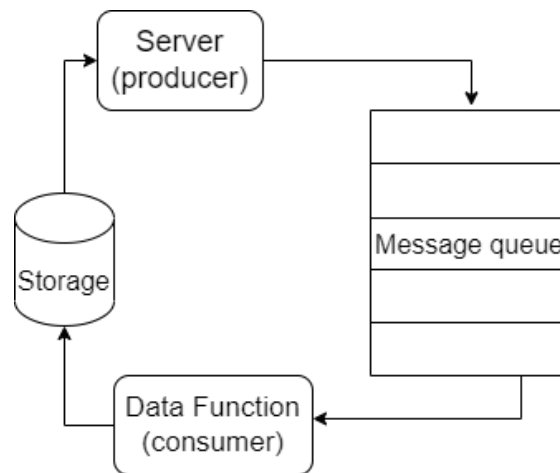 Server
(producer)
Message queue
Storage
Data Function
(consumer)